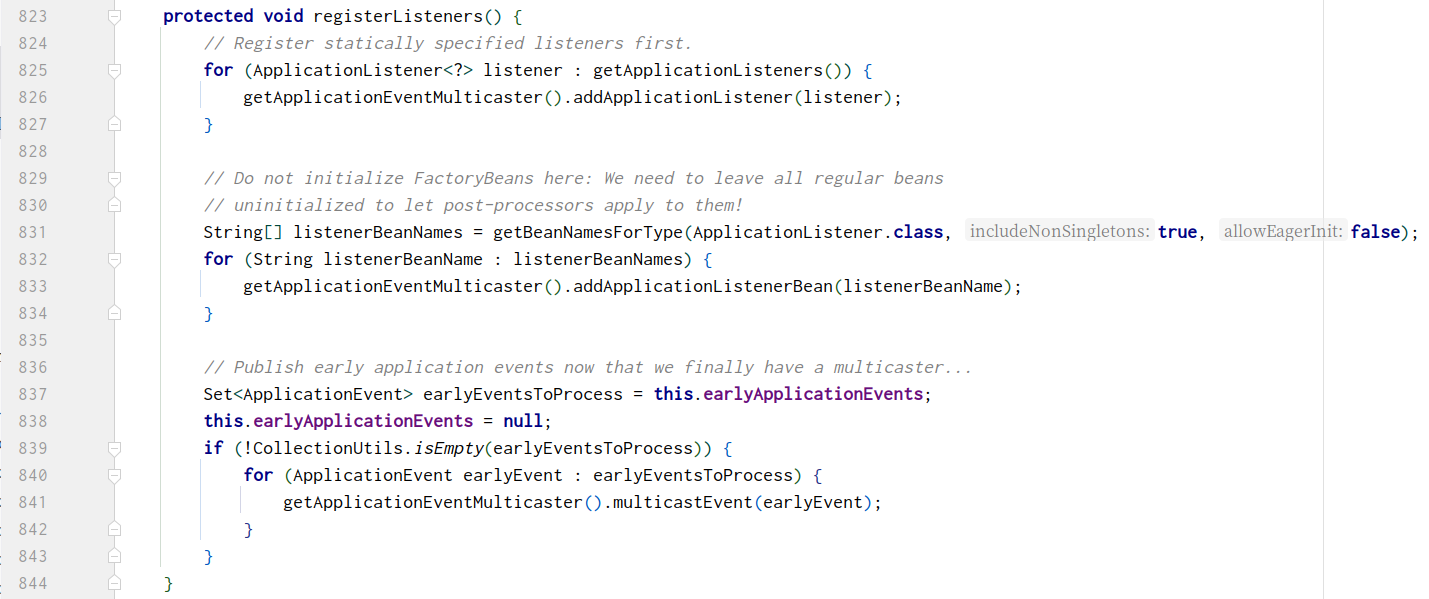 823 protected void registerListeners() {
824 // Register statically specified listeners first.
825 for (ApplicationListener<?> listener : getApplicationListeners()) {
826 getApplicationEventMulticaster().addApplicationListener(listener);
827 }
828
829 // Do not initialize FactoryBeans here: We need to leave all regular beans
830 // uninitialized to let post-processors apply to them!
831 String[] listenerBeanNames = getBeanNamesForType(ApplicationListener.class, includeNonSingletons: true, allowEagerInit: false);
832 for (String listenerBeanName : listenerBeanNames) {
833 getApplicationEventMulticaster().addApplicationListenerBean(listenerBeanName);
834 }
835
836 // Publish early application events now that we finally have a multicaster...
837 Set<ApplicationEvent> earlyEventsToProcess = this.earlyApplicationEvents;
838 this.earlyApplicationEvents = null;
839 if (!CollectionUtils.isEmpty(earlyEventsToProcess)) {
840 for (ApplicationEvent earlyEvent : earlyEventsToProcess) {
841 getApplicationEventMulticaster().multicastEvent(earlyEvent);
842 }
843 }
844 }